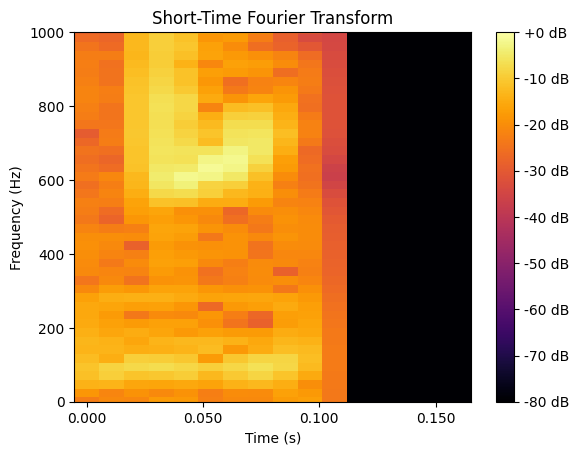 Short-Time Fourier Transform
1000
800
600
400
200
0
Frequency (Hz)
0.000
0.050
0.100
0.150
Time (s)
+0 dB
-10 dB
-20 dB
-30 dB
-40 dB
-50 dB
-60 dB
-70 dB
-80 dB